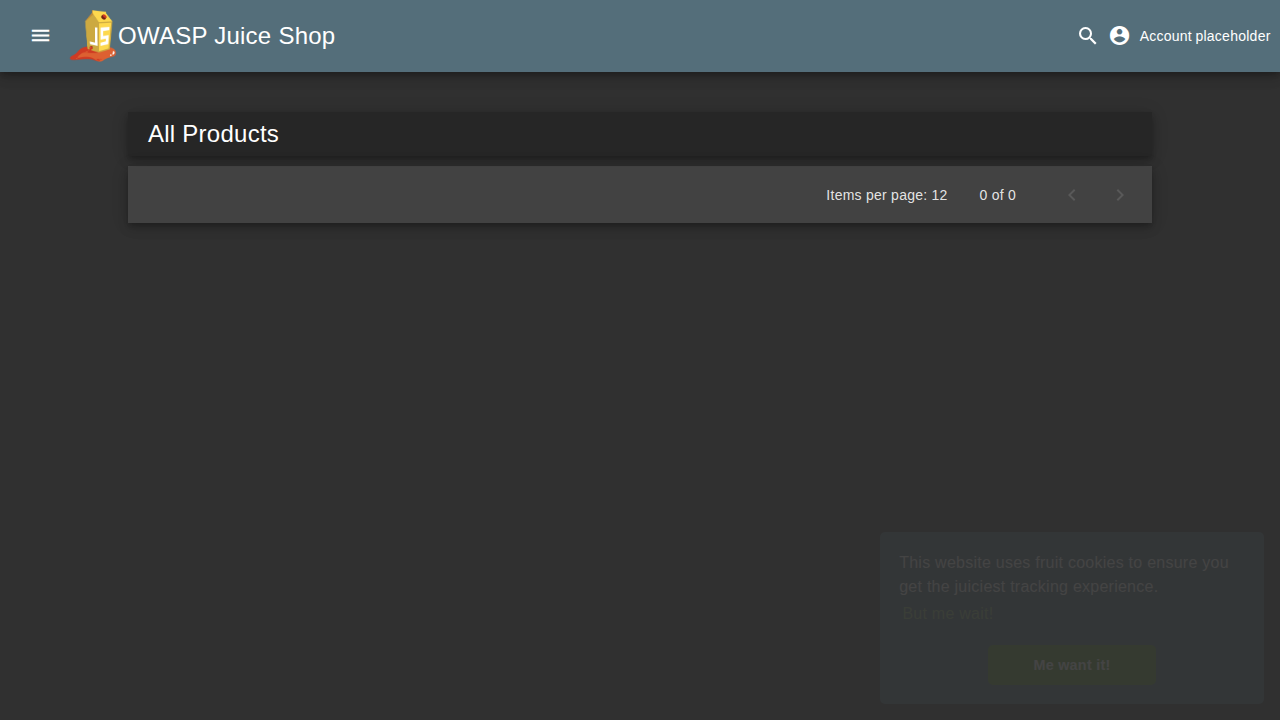 OWASP Juice Shop
Account placeholder
All Products
Items per page: 12
0 of 0
This website uses fruit cookies to ensure you
get the juiciest tracking experience.
But me wait!
Me want it!